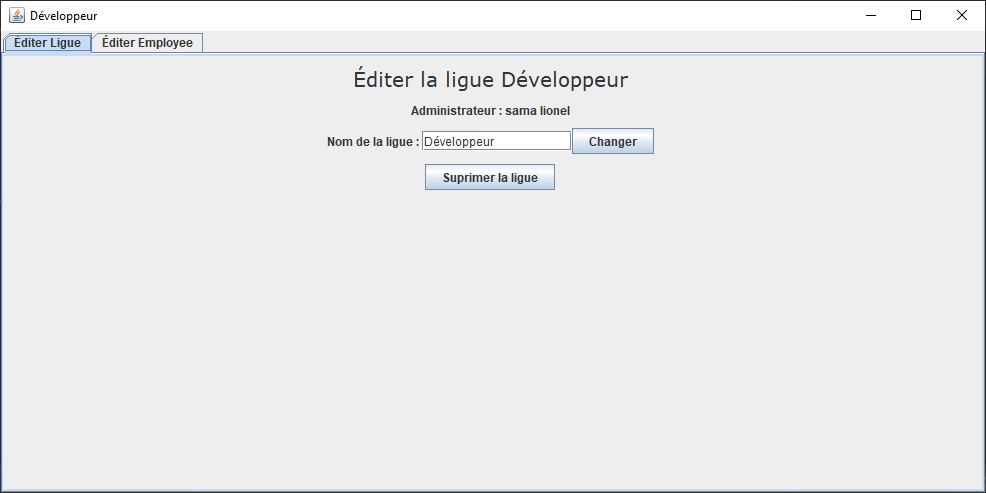 Développeur
Éditer Ligue Éditer Employee
Éditer la ligue Développeur
Administrateur : sama lionel
Nom de la ligue : Développeur Changer
Suprimer la ligue